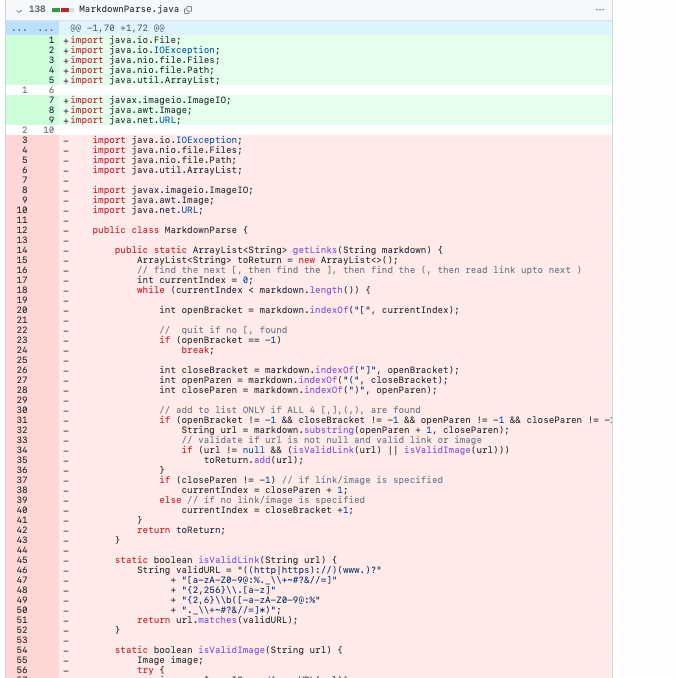 138 MarkdownParse.java ...
... ... @@ -1,70 +1,72 @@
1 +import java.io.File;
2 +import java.io.IOException;
3 +import java.nio.file.Files;
4 +import java.nio.file.Path;
5 +import java.util.ArrayList;
1 6
7 +import javax.imageio.ImageIO;
8 +import java.awt.Image;
9 +import java.net.URL;
2 10
3 - import java.io.IOException;
4 - import java.nio.file.Files;
5 - import java.nio.file.Path;
6 - import java.util.ArrayList;
7 -
8 - import javax.imageio.ImageIO;
9 - import java.awt.Image;
10 - import java.net.URL;
11 -
12 - public class MarkdownParse {
13 -
14 - public static ArrayList<String> getLinks(String markdown) {
15 - ArrayList<String> toReturn = new ArrayList<>();
16 - // find the next [, then find the ], then find the (, then read link upto next )
17 - int currentIndex = 0;
18 - while (currentIndex < markdown.length()) {
19 -
20 - int openBracket = markdown.indexOf("[", currentIndex);
21 -
22 - //  quit if no [, found
23 - if (openBracket == -1)
24 - break;
25 -
26 - int closeBracket = markdown.indexOf("]", openBracket);
27 - int openParen = markdown.indexOf("(", closeBracket);
28 - int closeParen = markdown.indexOf(")", openParen);
29 -
30 - // add to list ONLY if ALL 4 [,],(,), are found
31 - if (openBracket != -1 && closeBracket != -1 && openParen != -1 && closeParen != -1
32 - String url = markdown.substring(openParen + 1, closeParen);
33 - // validate if url is not null and valid link or image
34 - if (url != null && (isValidLink(url) || isValidImage(url)))
35 - toReturn.add(url);
36 - }
37 - if (closeParen != -1) // if link/image is specified
38 - currentIndex = closeParen + 1;
39 - else // if no link/image is specified
40 - currentIndex = closeBracket +1;
41 - }
42 - return toReturn;
43 - }
44 -
45 - static boolean isValidLink(String url) {
46 - String validURL = "((http|https)://)(www.)?"
47 - + "[a-zA-Z0-9@:%._\\+~#?&//=]"
48 - + "{2,256}\\.[a-z]"
49 - + "{2,6}\\b([-a-zA-Z0-9@:%"
50 - + "._\\+~#?&//=]*)";
51 - return url.matches(validURL);
52 - }
53 -
54 - static boolean isValidImage(String url) {
55 - Image image;
56 - try {